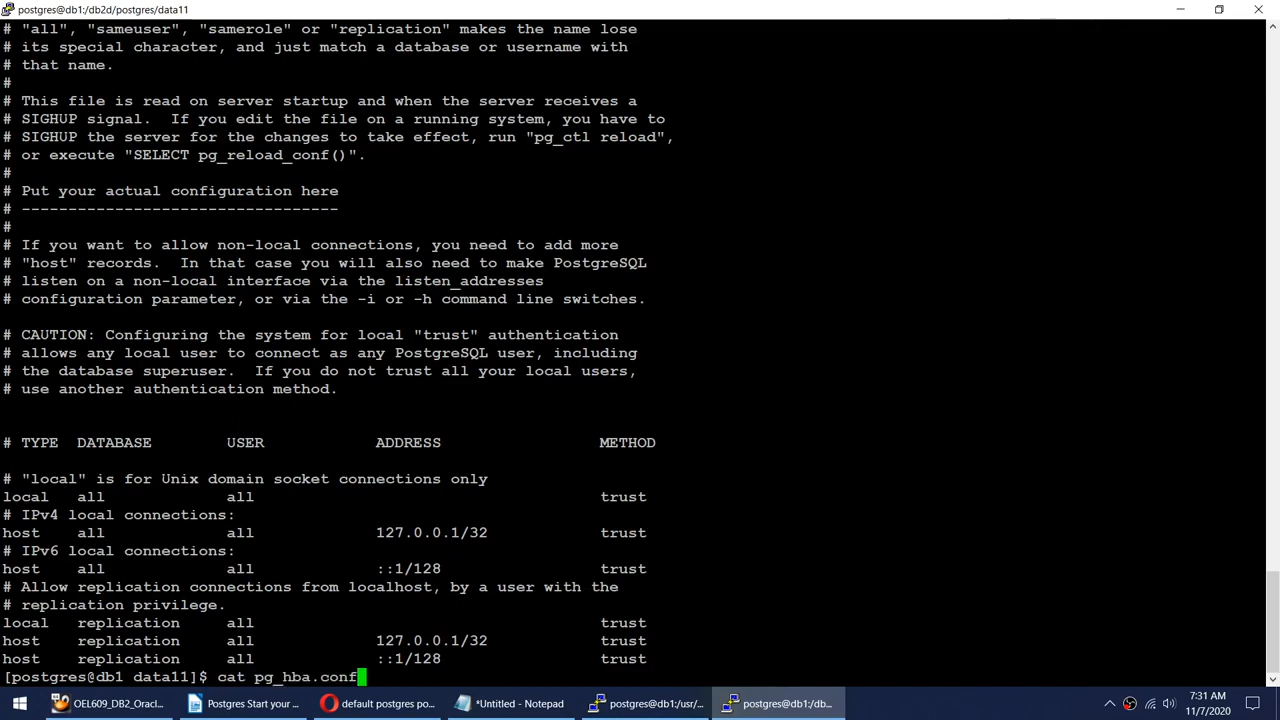 postgres@db1:/db2d/postgres/data11
# "all", "sameuser", "samerole" or "replication" makes the name lose
# its special character, and just match a database or username with
# that name.
#
# This file is read on server startup and when the server receives a
# SIGHUP signal.  If you edit the file on a running system, you have to
# SIGHUP the server for the changes to take effect, run "pg_ctl reload",
# or execute "SELECT pg_reload_conf()".
#
# Put your actual configuration here
# ----------------------------------
#
# If you want to allow non-local connections, you need to add more
# "host" records.  In that case you will also need to make PostgreSQL
# listen on a non-local interface via the listen_addresses
# configuration parameter, or via the -i or -h command line switches.
# CAUTION: Configuring the system for local "trust" authentication
# allows any local user to connect as any PostgreSQL user, including
# the database superuser.  If you do not trust all your local users,
# use another authentication method.
# TYPE  DATABASE        USER            ADDRESS                 METHOD
# "local" is for Unix domain socket connections only
local   all             all                                     trust
# IPv4 local connections:
host    all             all             127.0.0.1/32            trust
# IPv6 local connections:
host    all             all             ::1/128                 trust
# Allow replication connections from localhost, by a user with the
# replication privilege.
local   replication     all                                     trust
host    replication     all             127.0.0.1/32            trust
host    replication     all             ::1/128                 trust
[postgres@db1 data11]$ cat pg_hba.conf
OEL609_DB2_Oracl...
Postgres Start your ...
default postgres po...
*Untitled - Notepad
postgres@db1:/usr/...
postgres@db1:/db...
7:31 AM
11/7/2020